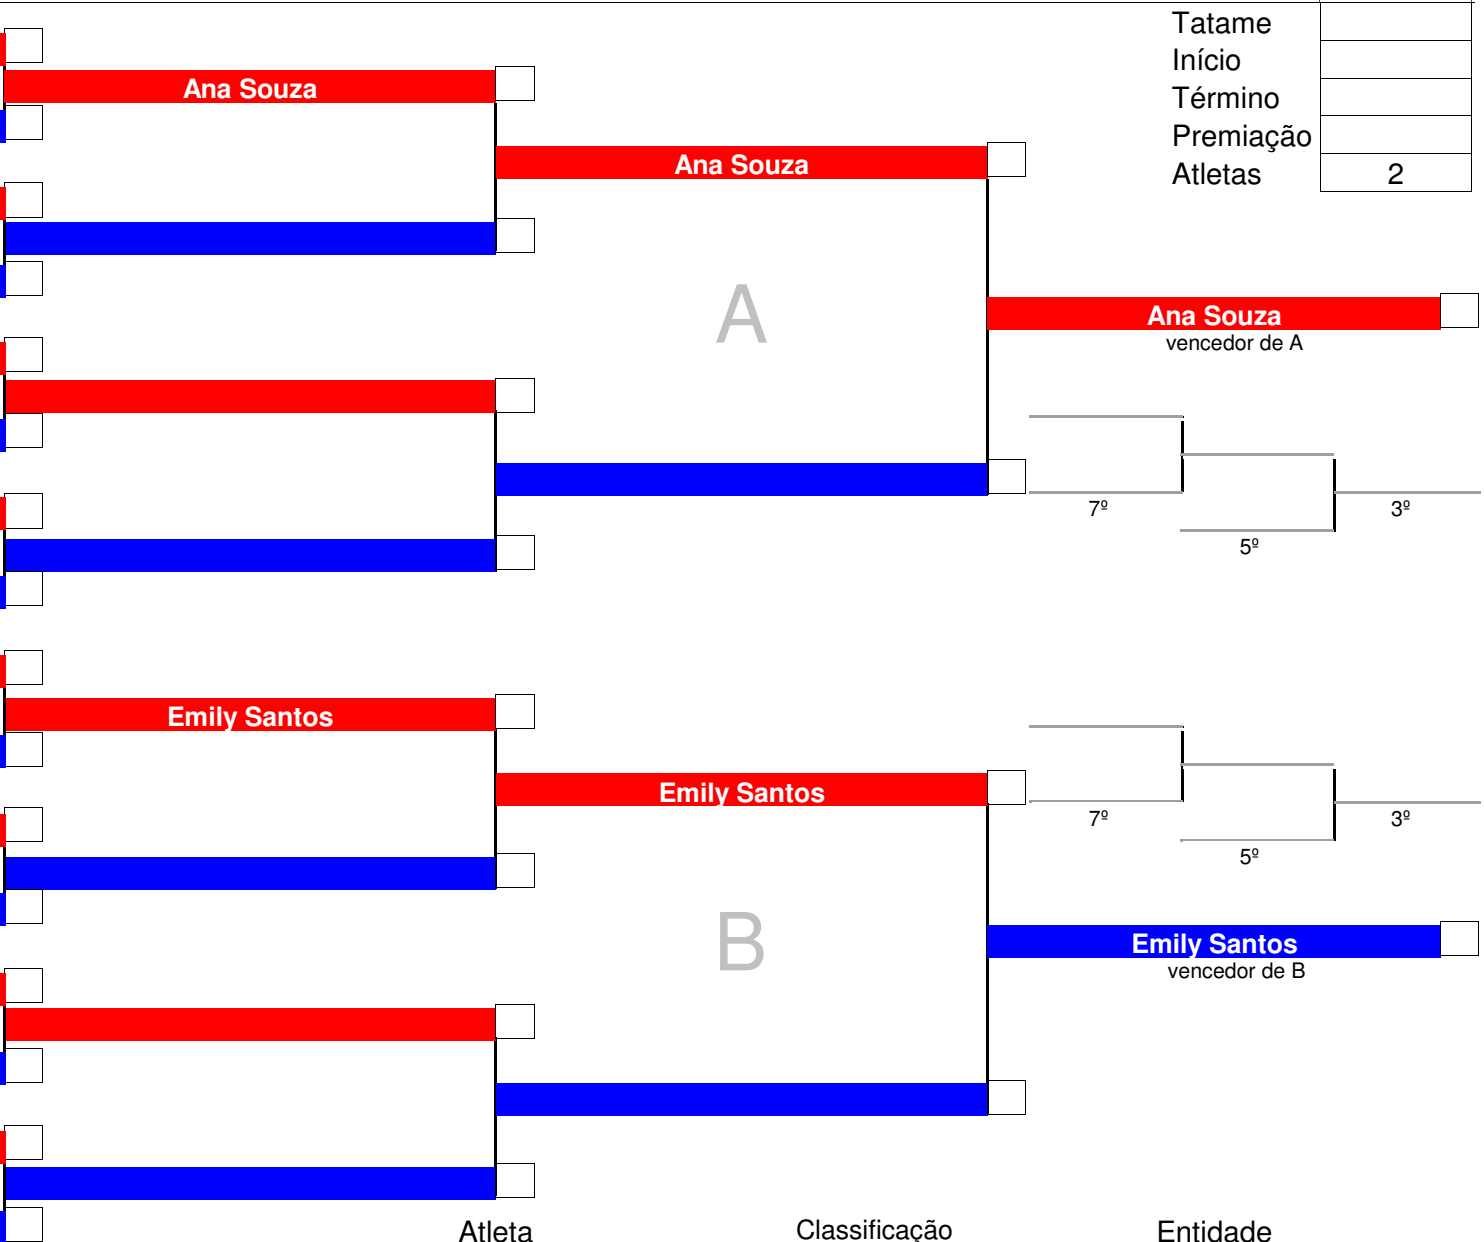 Tatame
Início
Término
Premiação
Atletas 2
Ana Souza
Ana Souza
A
Ana Souza
vencedor de A
7º
3º
5º
Emily Santos
Emily Santos
7º
3º
5º
B
Emily Santos
vencedor de B
Atleta Classificação Entidade